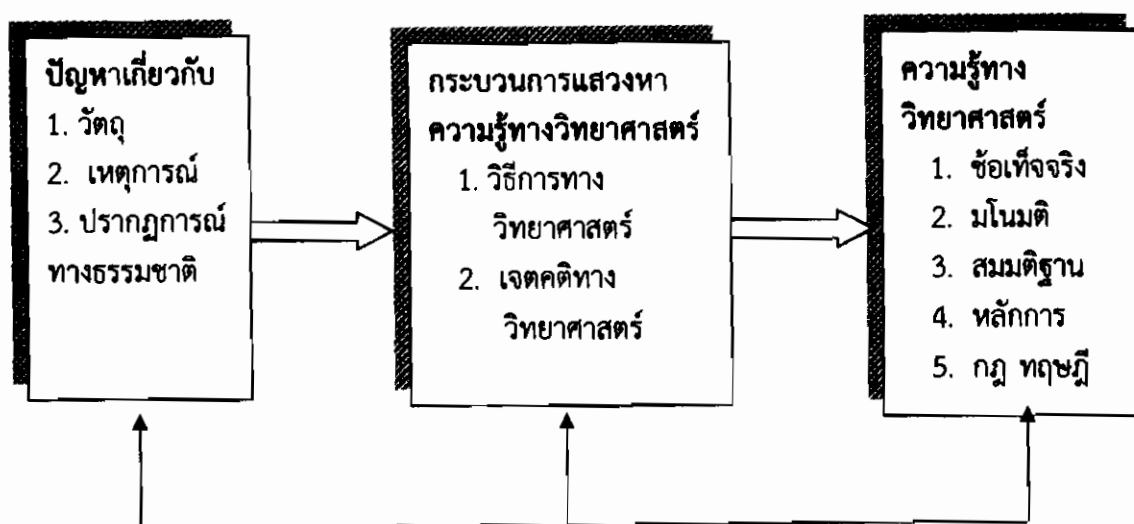 ปัญหาเกี่ยวกับ
1. วัตถุ
2. เหตุการณ์
3. ปรากฏการณ์
ทางธรรมชาติ
กระบวนการแสวงหา
ความรู้ทางวิทยาศาสตร์
1. วิธีการทาง
วิทยาศาสตร์
2. เจตคติทาง
วิทยาศาสตร์
ความรู้ทาง
วิทยาศาสตร์
1. ข้อเท็จจริง
2. มโนมติ
3. สมมติฐาน
4. หลักการ
5. กฎ ทฤษฎี